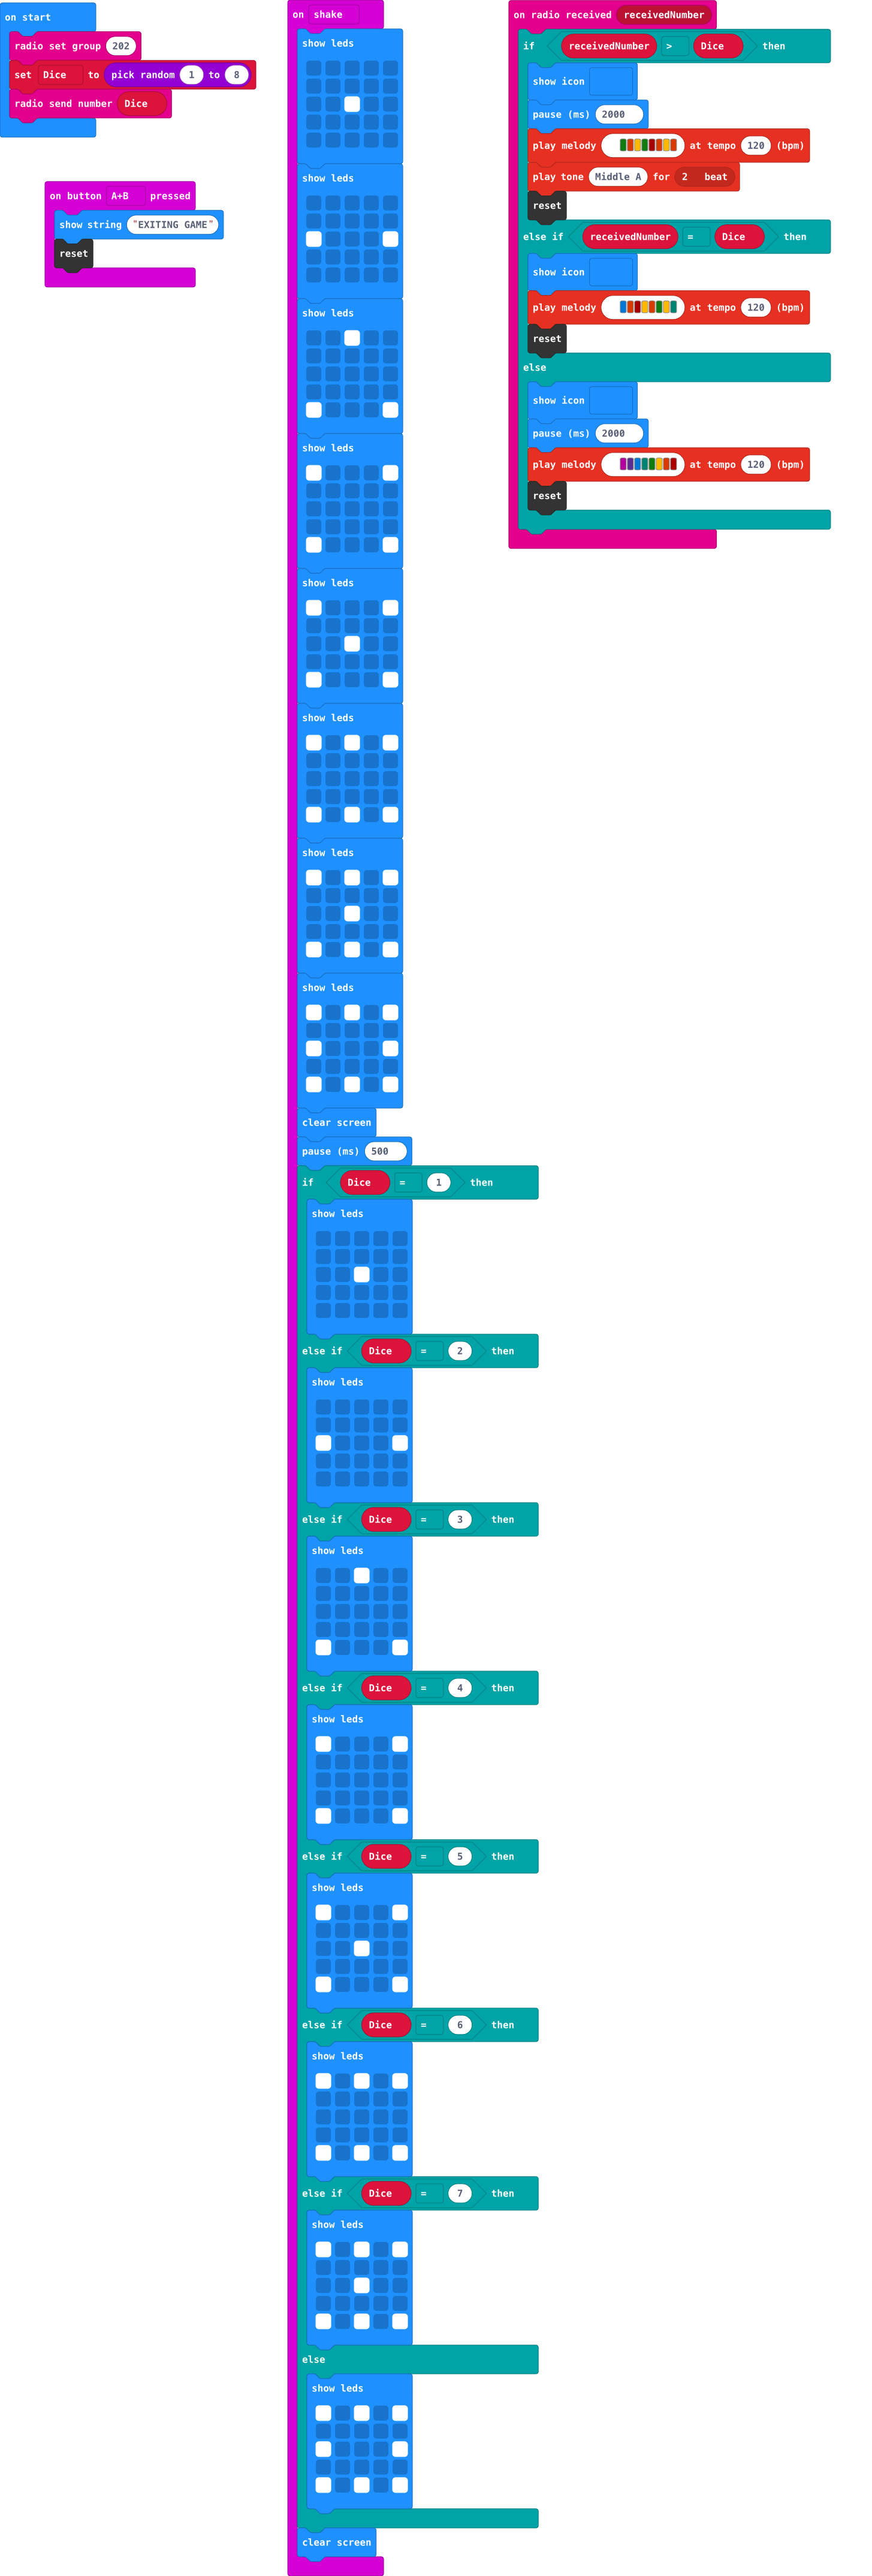 on start
radio set group 202
set Dice to pick random 1 to 8
radio send number Dice
on button A+B pressed
show string "EXITING GAME"
reset
on shake
show leds
show leds
show leds
show leds
show leds
show leds
show leds
show leds
clear screen
pause (ms) 500
if Dice = 1 then
show leds
else if Dice = 2 then
show leds
else if Dice = 3 then
show leds
else if Dice = 4 then
show leds
else if Dice = 5 then
show leds
else if Dice = 6 then
show leds
else if Dice = 7 then
show leds
else
show leds
clear screen
on radio received receivedNumber
if receivedNumber > Dice then
show icon
pause (ms) 2000
play melody at tempo 120 (bpm)
play tone Middle A for 2 beat
reset
else if receivedNumber = Dice then
show icon
play melody at tempo 120 (bpm)
reset
else
show icon
pause (ms) 2000
play melody at tempo 120 (bpm)
reset